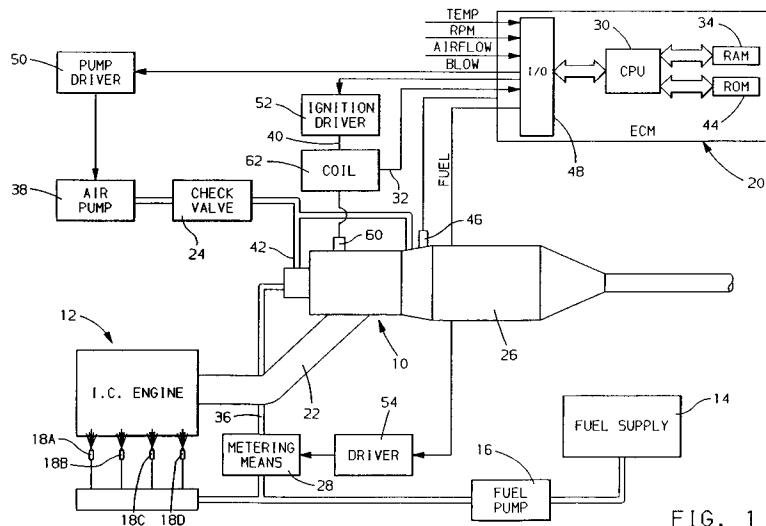 TEMP
RPM
AIRFLOW
BLOW
I/O
30
CPU
34
RAM
ROM
44
ECM
48
20
50
PUMP DRIVER
52
IGNITION DRIVER
40
62
COIL
32
FUEL
38
AIR PUMP
CHECK VALVE
24
42
60
46
12
10
26
I.C. ENGINE
22
36
54
14
FUEL SUPPLY
18A
18B
18C
18D
METERING MEANS
28
DRIVER
16
FUEL PUMP
FIG. 1